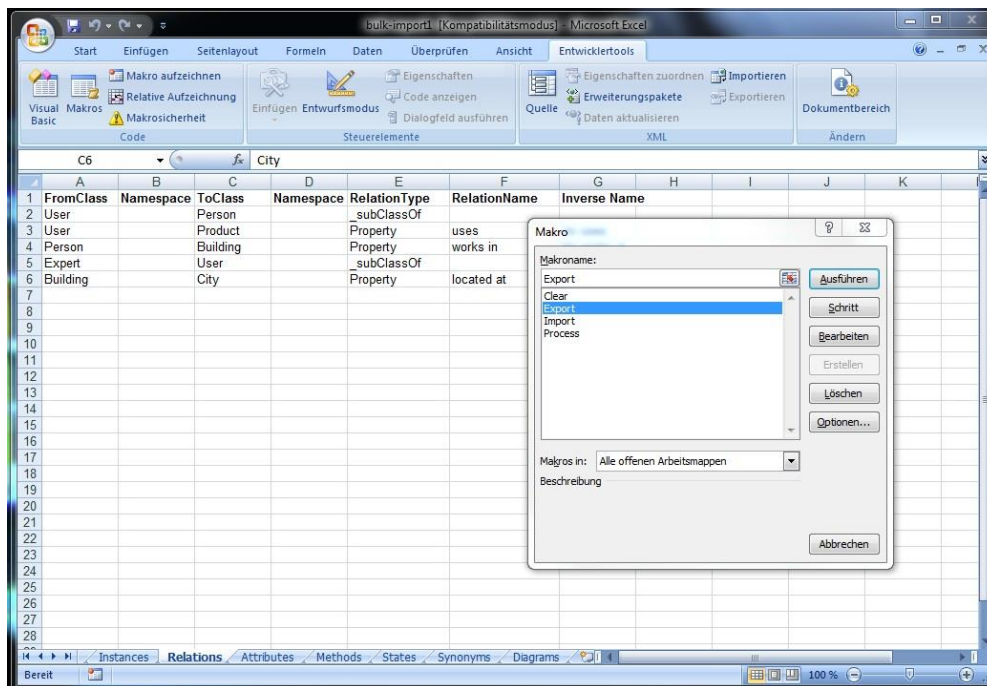 bulk-import1 [Kompatibilitätsmodus] - Microsoft Excel
Start Einfügen Seitenlayout Formeln Daten Überprüfen Ansicht Entwicklertools
Visual Basic
Makros
Makro aufzeichnen
Relative Aufzeichnung
Makrosicherheit
Code
Einfügen
Entwurfsmodus
Eigenschaften
Code anzeigen
Dialogfeld ausführen
Steuerelemente
Quelle
Eigenschaften zuordnen
Erweiterungspakete
Daten aktualisieren
Importieren
Exportieren
XML
Dokumentbereich
Ändern
C6 fx City
A B C D E F G H I J K
1 FromClass Namespace ToClass Namespace RelationType RelationName Inverse Name
2 User Person _subClassOf
3 User Product Property uses
4 Person Building Property works in
5 Expert User _subClassOf
6 Building City Property located at
7
8
9
10
11
12
13
14
15
16
17
18
19
20
21
22
23
24
25
26
27
28
Makro
Makroname:
Export
Ausführen
Clear
Export
Import
Process
Schritt
Bearbeiten
Erstellen
Löschen
Optionen...
Makros in: Alle offenen Arbeitsmappen
Beschreibung
Abbrechen
Instances Relations Attributes Methods States Synonyms Diagrams
Bereit 100 %